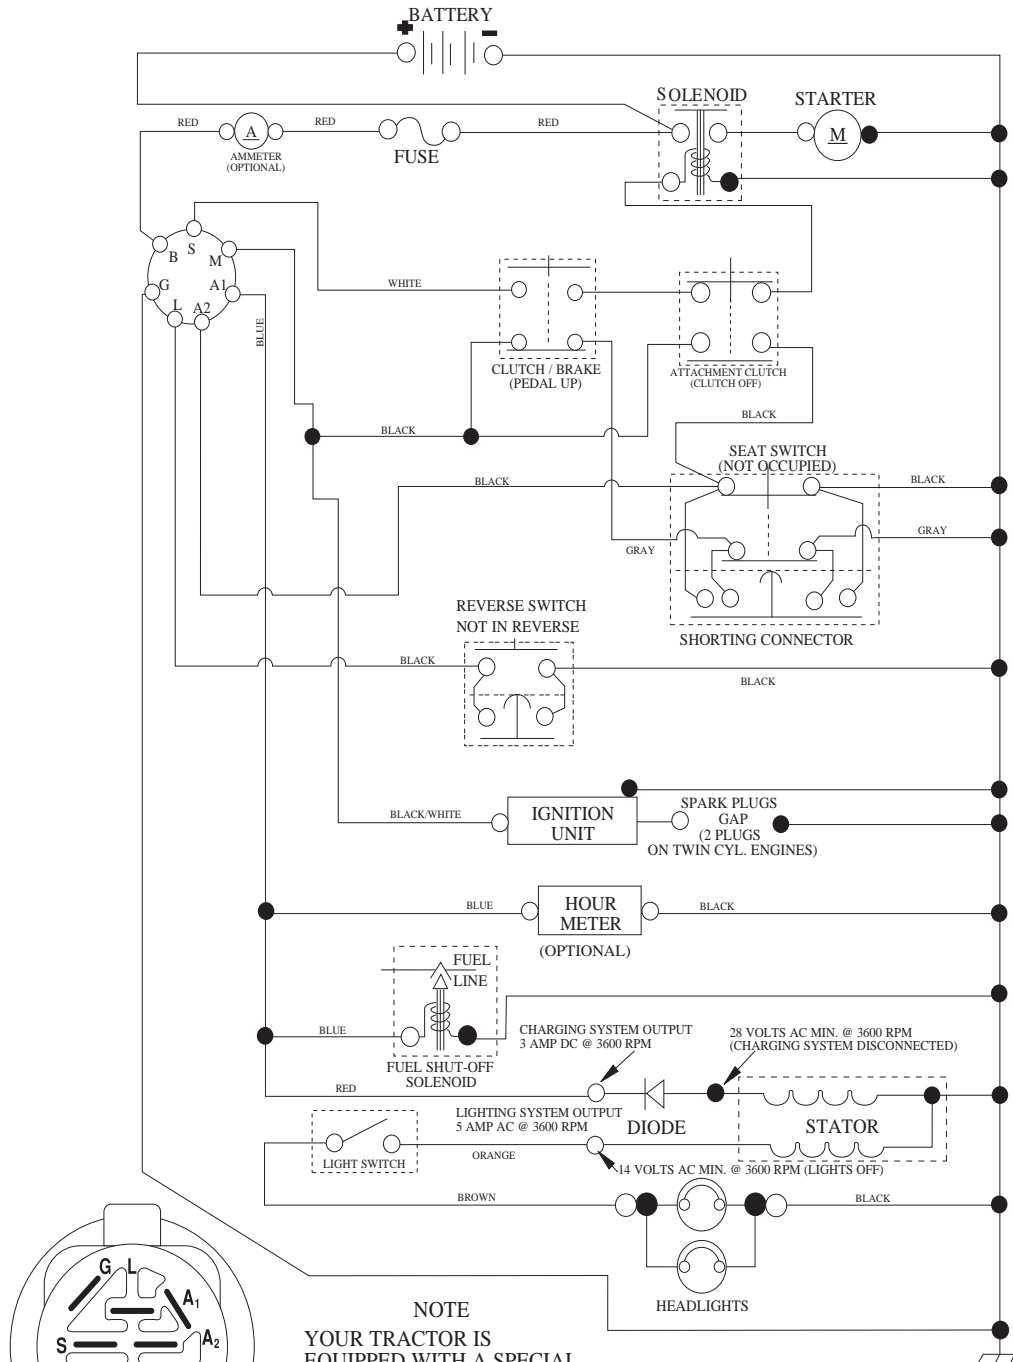 BATTERY
SOLENOID
STARTER
RED
A
RED
RED
M
AMMETER
(OPTIONAL)
FUSE
B
S
M
G
A1
L
A2
BLUE
WHITE
CLUTCH / BRAKE
(PEDAL UP)
ATTACHMENT CLUTCH
(CLUTCH OFF)
BLACK
BLACK
SEAT SWITCH
(NOT OCCUPIED)
BLACK
BLACK
GRAY
GRAY
SHORTING CONNECTOR
REVERSE SWITCH
NOT IN REVERSE
BLACK
BLACK
BLACK/WHITE
IGNITION
UNIT
SPARK PLUGS
GAP
(2 PLUGS
ON TWIN CYL. ENGINES)
BLUE
HOUR
METER
BLACK
(OPTIONAL)
FUEL
LINE
BLUE
FUEL SHUT-OFF
SOLENOID
CHARGING SYSTEM OUTPUT
3 AMP DC @ 3600 RPM
28 VOLTS AC MIN. @ 3600 RPM
(CHARGING SYSTEM DISCONNECTED)
RED
LIGHTING SYSTEM OUTPUT
5 AMP AC @ 3600 RPM
DIODE
STATOR
LIGHT SWITCH
ORANGE
14 VOLTS AC MIN. @ 3600 RPM (LIGHTS OFF)
BROWN
BLACK
HEADLIGHTS
G L
A1
A2
S
NOTE
YOUR TRACTOR IS
EQUIPPED WITH A SPECIAL